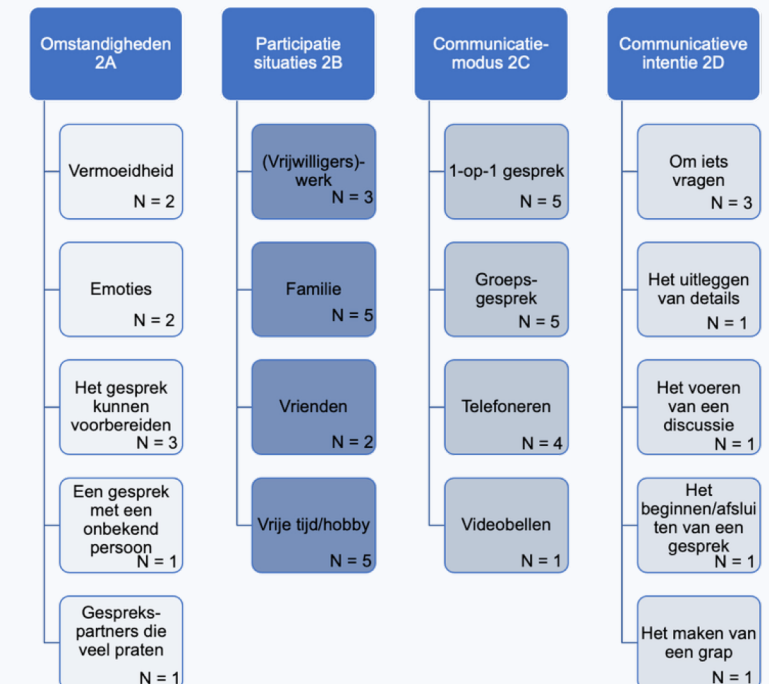 Omstandigheden
2A
Vermoeidheid
N = 2
Emoties
N = 2
Het gesprek
kunnen
voorbereiden
N = 3
Een gesprek
met een
onbekend
persoon
N = 1
Gespreks-
partners die
veel praten
N = 1
Participatie
situaties 2B
(Vrijwilligers)-
werk
N = 3
Familie
N = 5
Vrienden
N = 2
Vrije tijd/hobby
N = 5
Communicatie-
modus 2C
1-op-1 gesprek
N = 5
Groeps-
gesprek
N = 5
Telefoneren
N = 4
Videobellen
N = 1
Communicatieve
intentie 2D
Om iets
vragen
N = 3
Het uitleggen
van details
N = 1
Het voeren
van een
discussie
N = 1
Het
beginnen/afslui
ten van een
gesprek
N = 1
Het maken van
een grap
N = 1